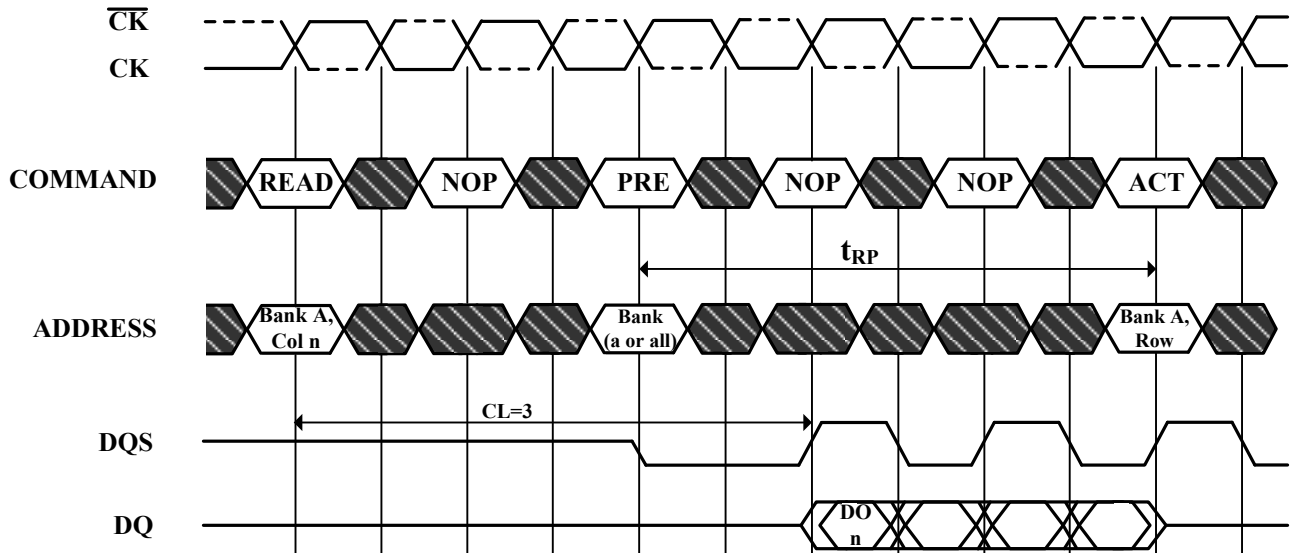 C̅K̅
CK
COMMAND
READ NOP PRE NOP NOP ACT
tRP
ADDRESS
Bank A, Col n
Bank (a or all)
Bank A, Row
CL=3
DQS
DQ
DO n